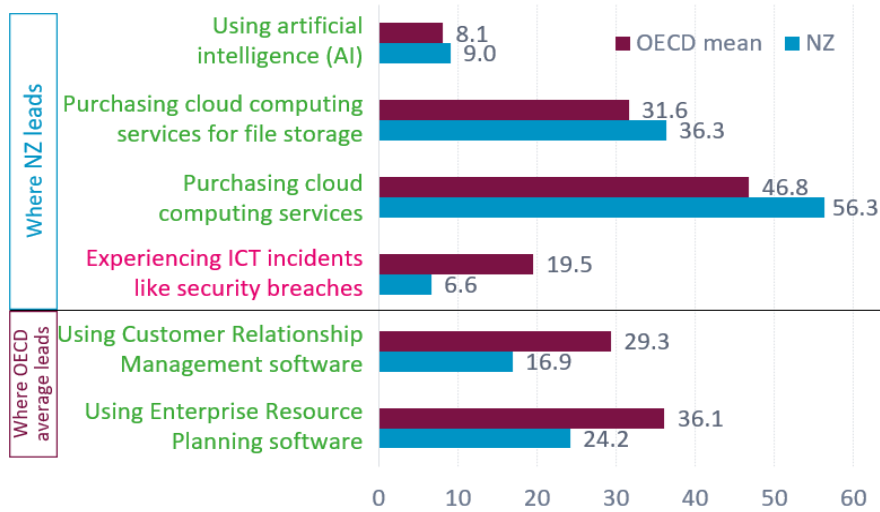 Using artificial
intelligence (AI)
8.1
9.0
OECD mean
NZ
Where NZ leads
Purchasing cloud computing
services for file storage
31.6
36.3
Purchasing cloud
computing services
46.8
56.3
Experiencing ICT incidents
like security breaches
19.5
6.6
Where OECD
average leads
Using Customer Relationship
Management software
29.3
16.9
Using Enterprise Resource
Planning software
36.1
24.2
0 10 20 30 40 50 60